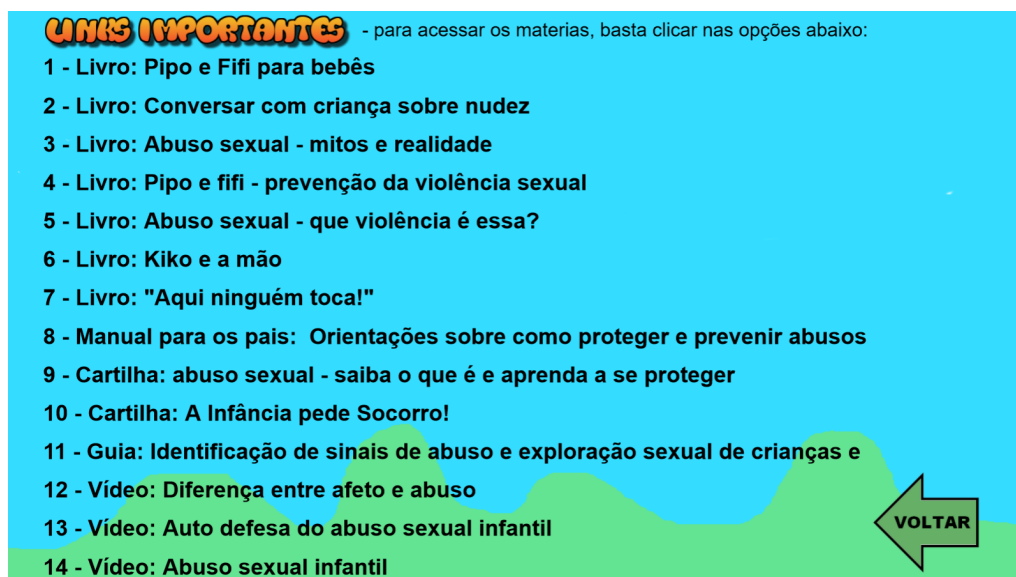 LINKS IMPORTANTES - para acessar os materias, basta clicar nas opções abaixo:
1 - Livro: Pipo e Fifi para bebês
2 - Livro: Conversar com criança sobre nudez
3 - Livro: Abuso sexual - mitos e realidade
4 - Livro: Pipo e fifi - prevenção da violência sexual
5 - Livro: Abuso sexual - que violência é essa?
6 - Livro: Kiko e a mão
7 - Livro: "Aqui ninguém toca!"
8 - Manual para os pais:  Orientações sobre como proteger e prevenir abusos
9 - Cartilha: abuso sexual - saiba o que é e aprenda a se proteger
10 - Cartilha: A Infância pede Socorro!
11 - Guia: Identificação de sinais de abuso e exploração sexual de crianças e
12 - Vídeo: Diferença entre afeto e abuso
13 - Vídeo: Auto defesa do abuso sexual infantil
VOLTAR
14 - Vídeo: Abuso sexual infantil